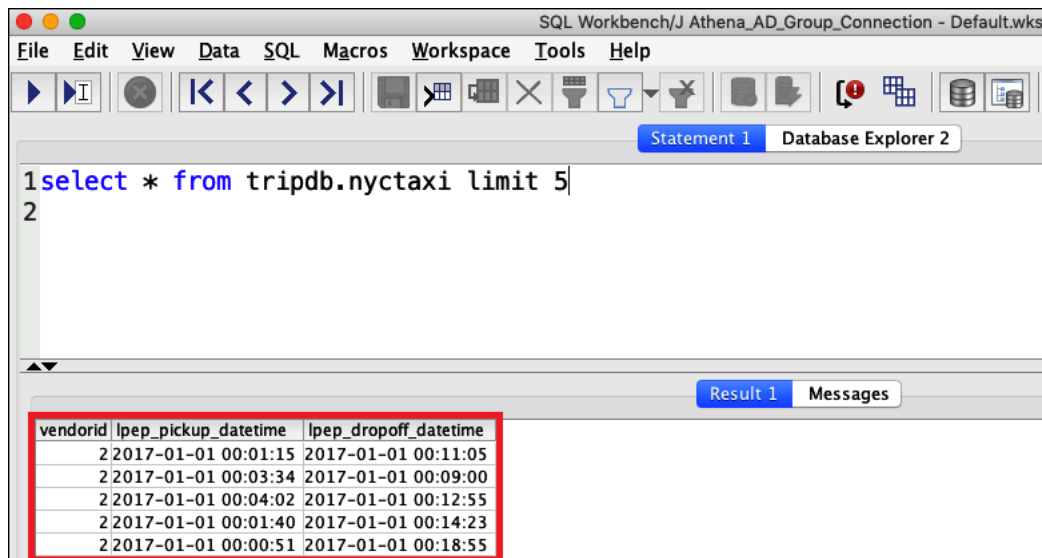 SQL Workbench/J Athena_AD_Group_Connection - Default.wks
File Edit View Data SQL Macros Workspace Tools Help
Statement 1 Database Explorer 2
1 select * from tripdb.nyctaxi limit 5
2
Result 1 Messages
vendorid lpep_pickup_datetime lpep_dropoff_datetime
2 2017-01-01 00:01:15 2017-01-01 00:11:05
2 2017-01-01 00:03:34 2017-01-01 00:09:00
2 2017-01-01 00:04:02 2017-01-01 00:12:55
2 2017-01-01 00:01:40 2017-01-01 00:14:23
2 2017-01-01 00:00:51 2017-01-01 00:18:55